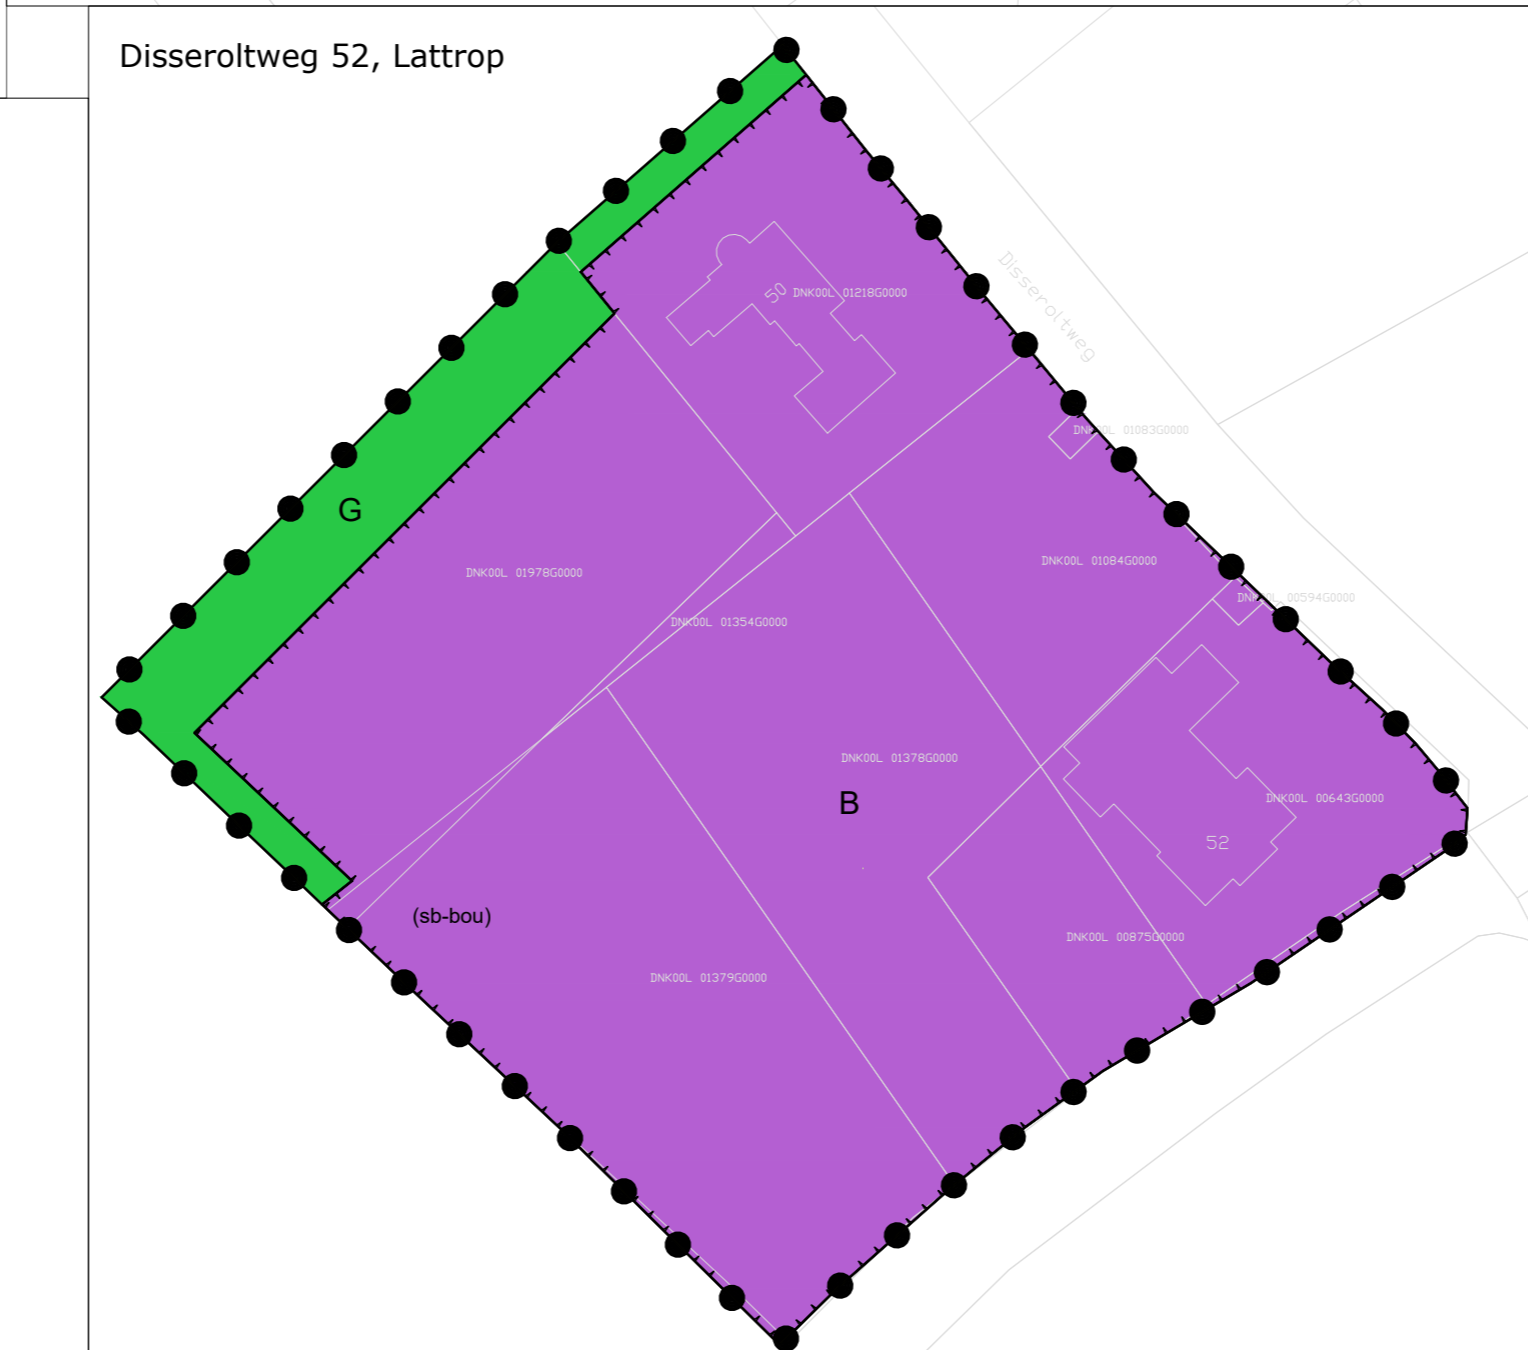 Disseroltweg 52, Lattrop
50
DNK00L 01218G0000
Disseroltweg
DNK00L 01083G0000
G
DNK00L 01978G0000
DNK00L 01084G0000
DNK00L 00594G0000
DNK00L 01354G0000
DNK00L 01378G0000
B
DNK00L 00643G0000
52
(sb-bou)
DNK00L 00875G0000
DNK00L 01379G0000